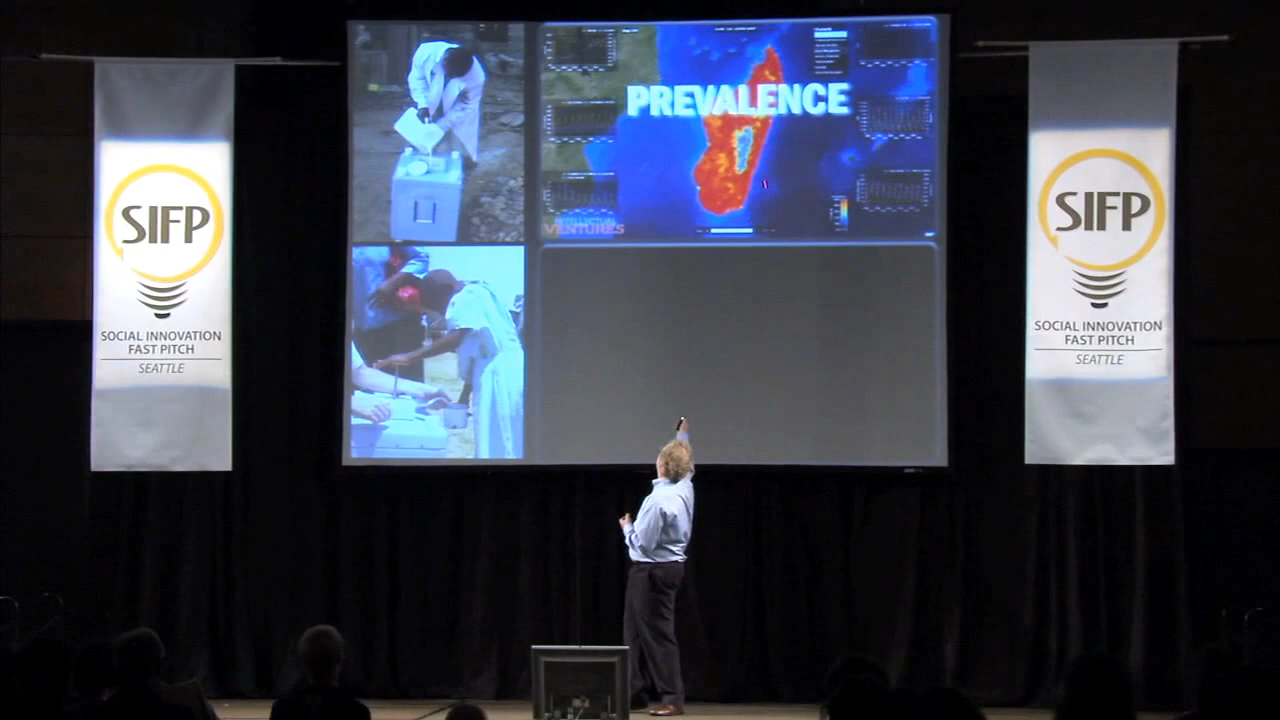 PREVALENCE
INTELLECTUAL
VENTURES
SIFP
SOCIAL INNOVATION
FAST PITCH
SEATTLE
SIFP
SOCIAL INNOVATION
FAST PITCH
SEATTLE